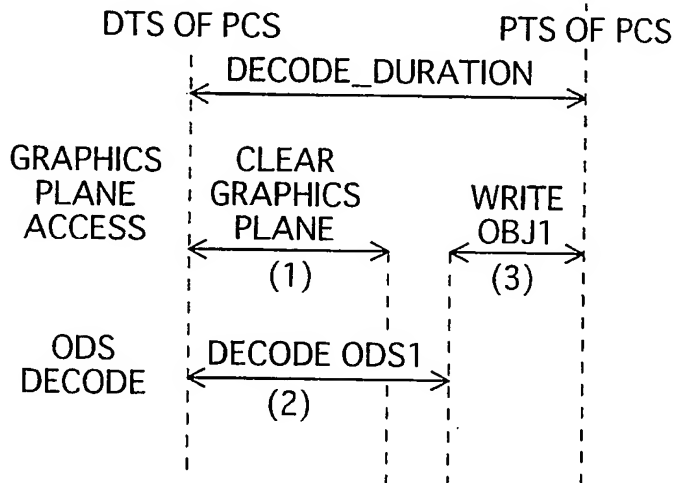 DTS OF PCS
PTS OF PCS
DECODE_DURATION
GRAPHICS
PLANE
ACCESS
CLEAR
GRAPHICS
PLANE
(1)
WRITE
OBJ1
(3)
ODS
DECODE
DECODE ODS1
(2)